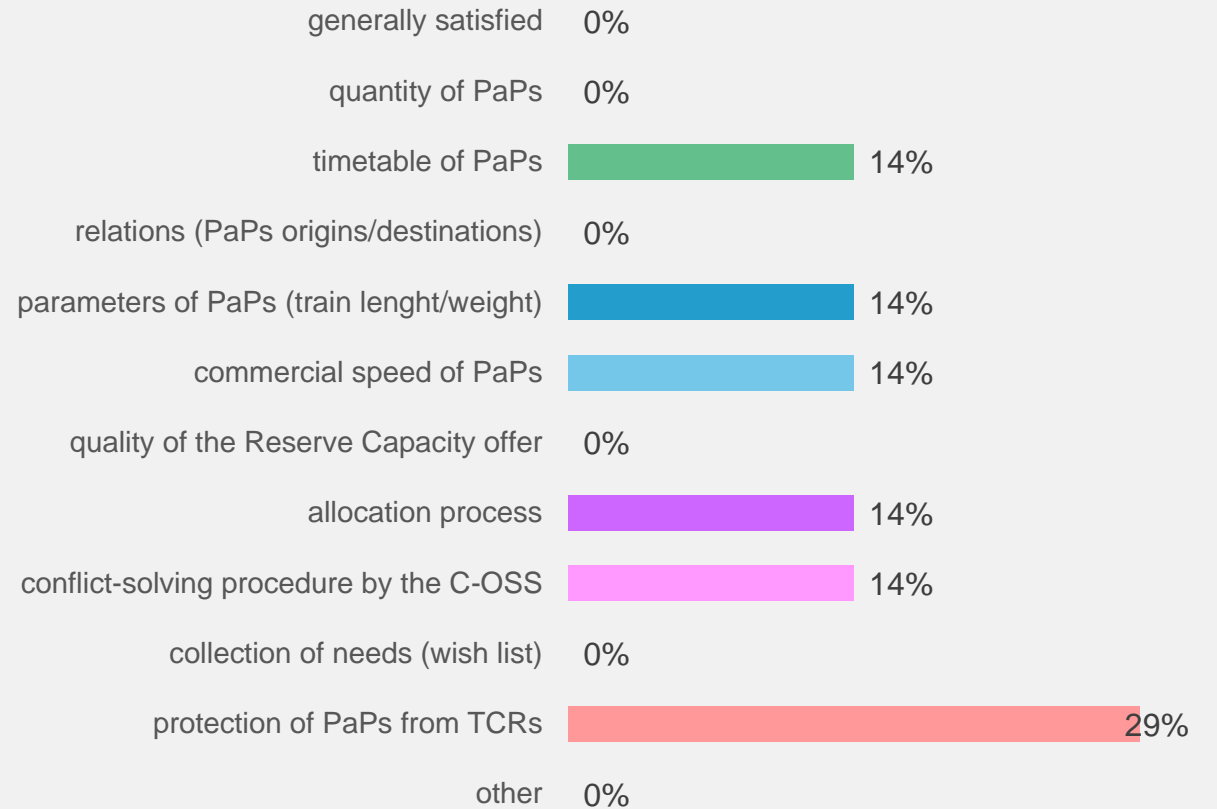 generally satisfied 0%
quantity of PaPs 0%
timetable of PaPs 14%
relations (PaPs origins/destinations) 0%
parameters of PaPs (train lenght/weight) 14%
commercial speed of PaPs 14%
quality of the Reserve Capacity offer 0%
allocation process 14%
conflict-solving procedure by the C-OSS 14%
collection of needs (wish list) 0%
protection of PaPs from TCRs 29%
other 0%